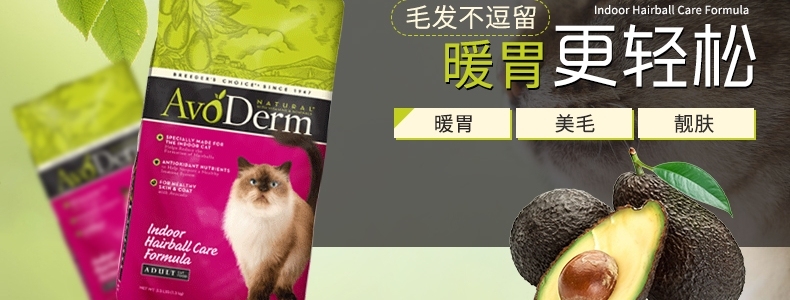 毛发不逗留
Indoor Hairball Care Formula
暖胃更轻松
暖胃
美毛
靓肤
BREEDER'S CHOICE SINCE 1947
AvoDerm
NATURAL
SPECIALLY MADE FOR
THE INDOOR CAT
ANTIOXIDANT NUTRIENTS
FOR HEALTHY
SKIN & COAT
Indoor
Hairball Care
Formula
ADULT